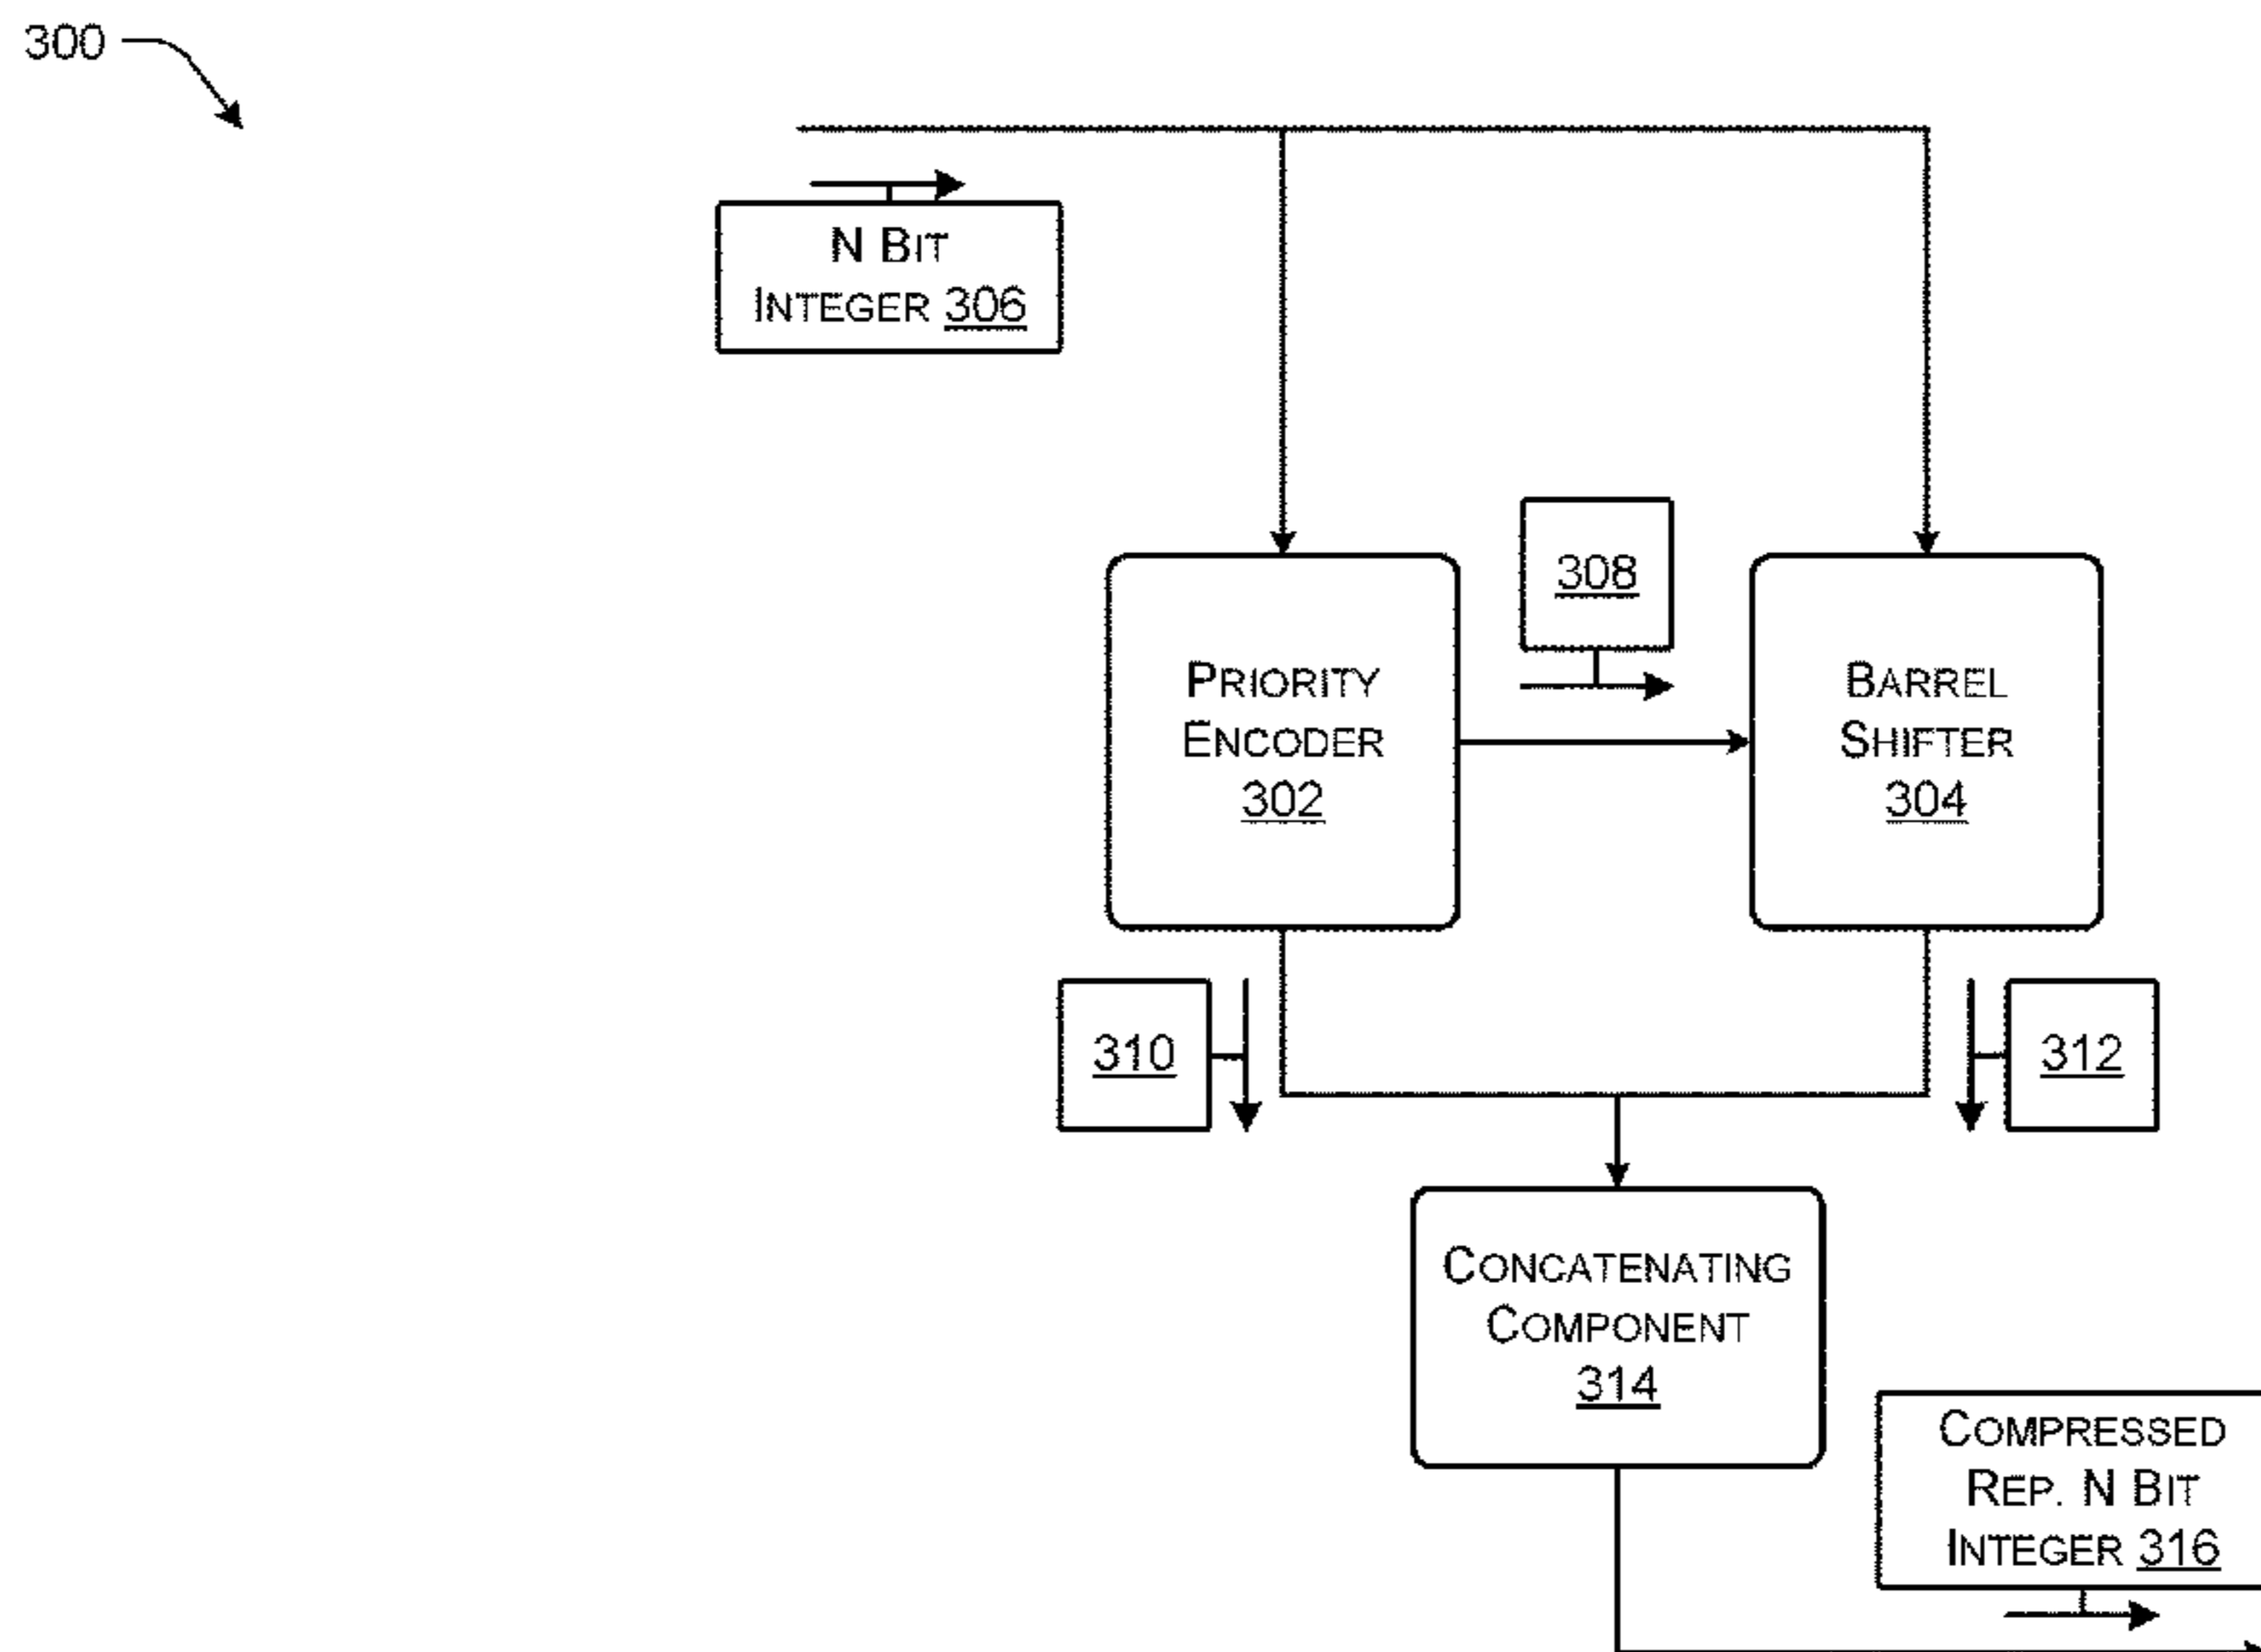 300
N BIT
INTEGER 306
308
PRIORITY
ENCODER
302
BARREL
SHIFTER
304
310
312
CONCATENATING
COMPONENT
314
COMPRESSED
REP. N BIT
INTEGER 316